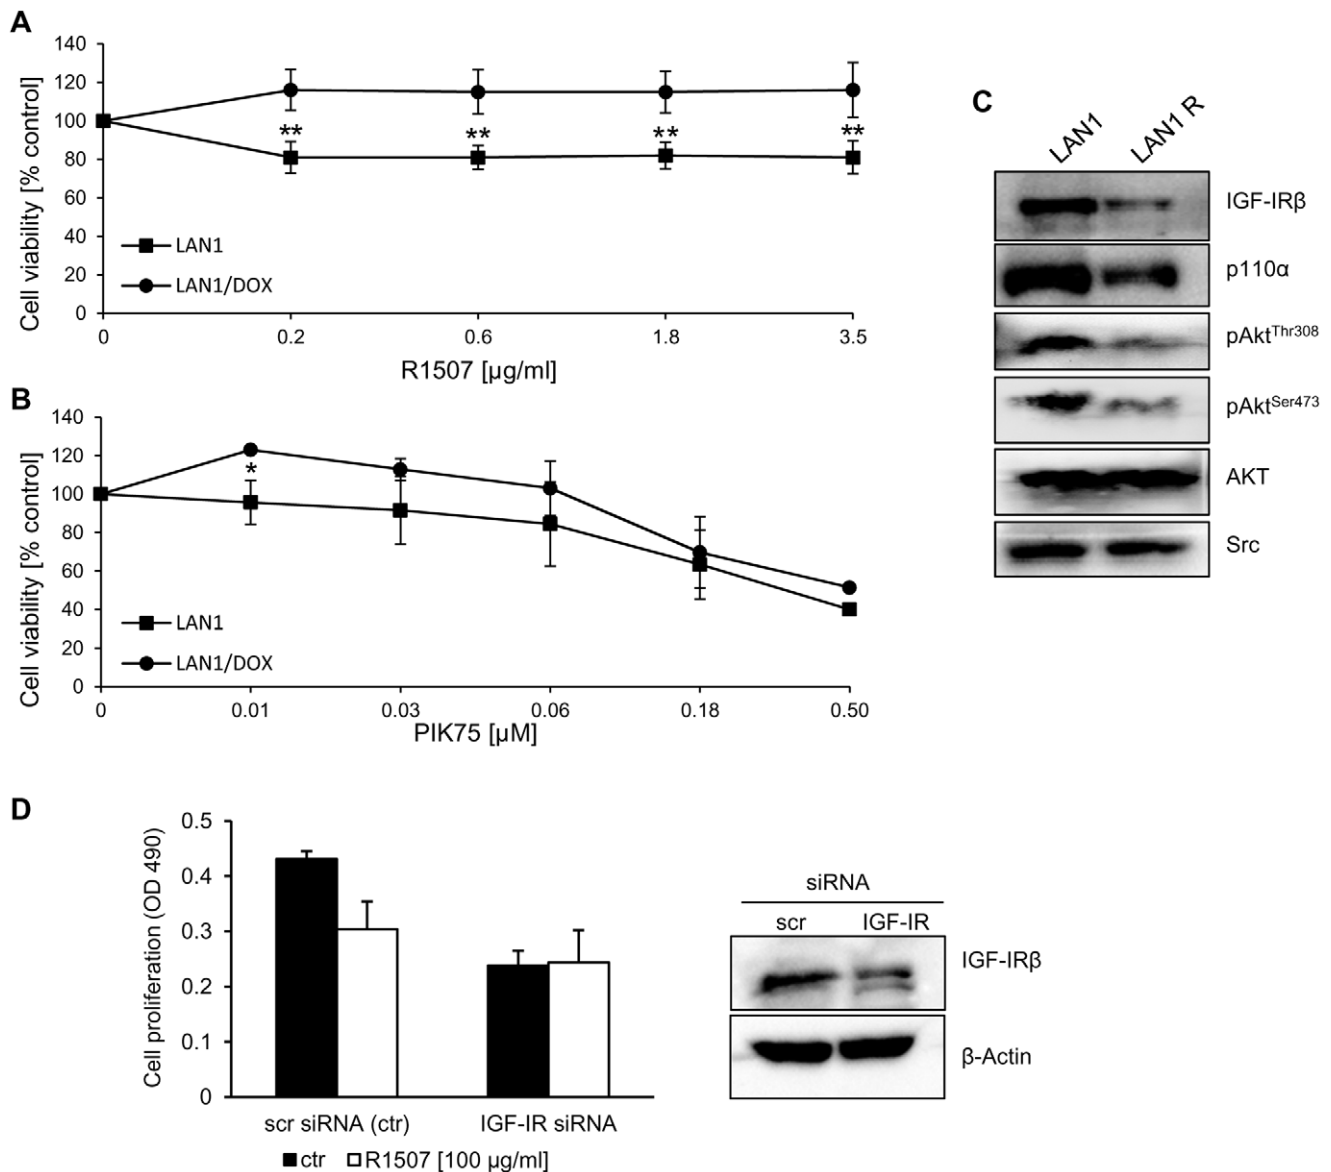 A
140
120
100
80
60
40
20
0
Cell viability [% control]
** ** ** **
LAN1
LAN1/DOX
0 0.2 0.6 1.8 3.5
R1507 [µg/ml]
B
140
120
100
80
60
40
20
0
Cell viability [% control]
*
LAN1
LAN1/DOX
0 0.01 0.03 0.06 0.18 0.50
PIK75 [µM]
C
LAN1 LAN1 R
IGF-IRβ
p110α
pAktThr308
pAktSer473
AKT
Src
D
0.5
0.4
0.3
0.2
0.1
0
Cell proliferation (OD 490)
scr siRNA (ctr) IGF-IR siRNA
ctr R1507 [100 µg/ml]
siRNA
scr IGF-IR
IGF-IRβ
β-Actin